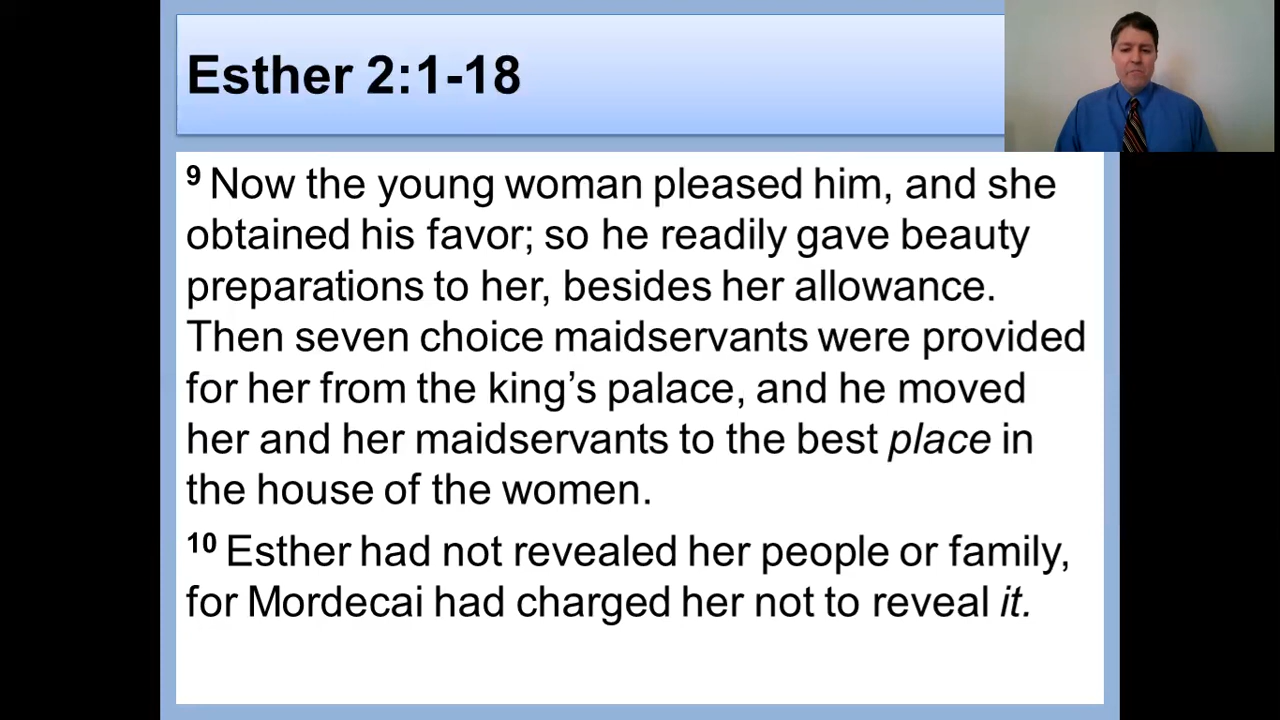 Esther 2:1-18
9 Now the young woman pleased him, and she
obtained his favor; so he readily gave beauty
preparations to her, besides her allowance.
Then seven choice maidservants were provided
for her from the king’s palace, and he moved
her and her maidservants to the best place in
the house of the women.
10 Esther had not revealed her people or family,
for Mordecai had charged her not to reveal it.